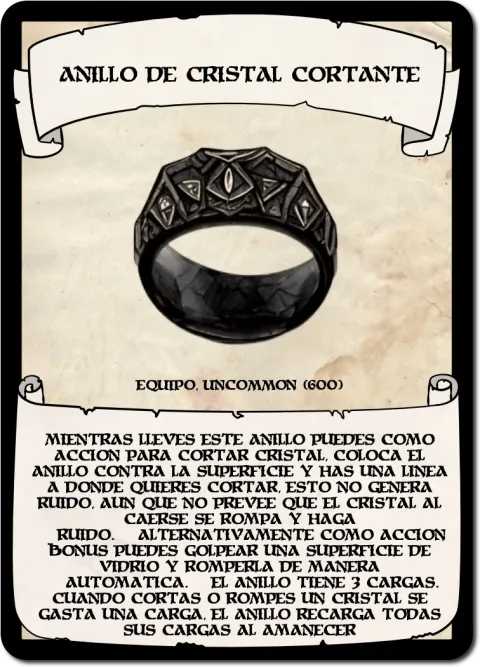 ANILLO DE CRISTAL CORTANTE
EQUIPO, UNCOMMON (600)
MIENTRAS LLEVES ESTE ANILLO PUEDES COMO
ACCION PARA CORTAR CRISTAL, COLOCA EL
ANILLO CONTRA LA SUPERFICIE Y HAS UNA LINEA
A DONDE QUIERES CORTAR, ESTO NO GENERA
RUIDO, AUN QUE NO PREVEE QUE EL CRISTAL AL
CAERSE SE ROMPA Y HAGA
RUIDO. ALTERNATIVAMENTE COMO ACCION
BONUS PUEDES GOLPEAR UNA SUPERFICIE DE
VIDRIO Y ROMPERLA DE MANERA
AUTOMATICA. EL ANILLO TIENE 3 CARGAS.
CUANDO CORTAS O ROMPES UN CRISTAL SE
GASTA UNA CARGA, EL ANILLO RECARGA TODAS
SUS CARGAS AL AMANECER